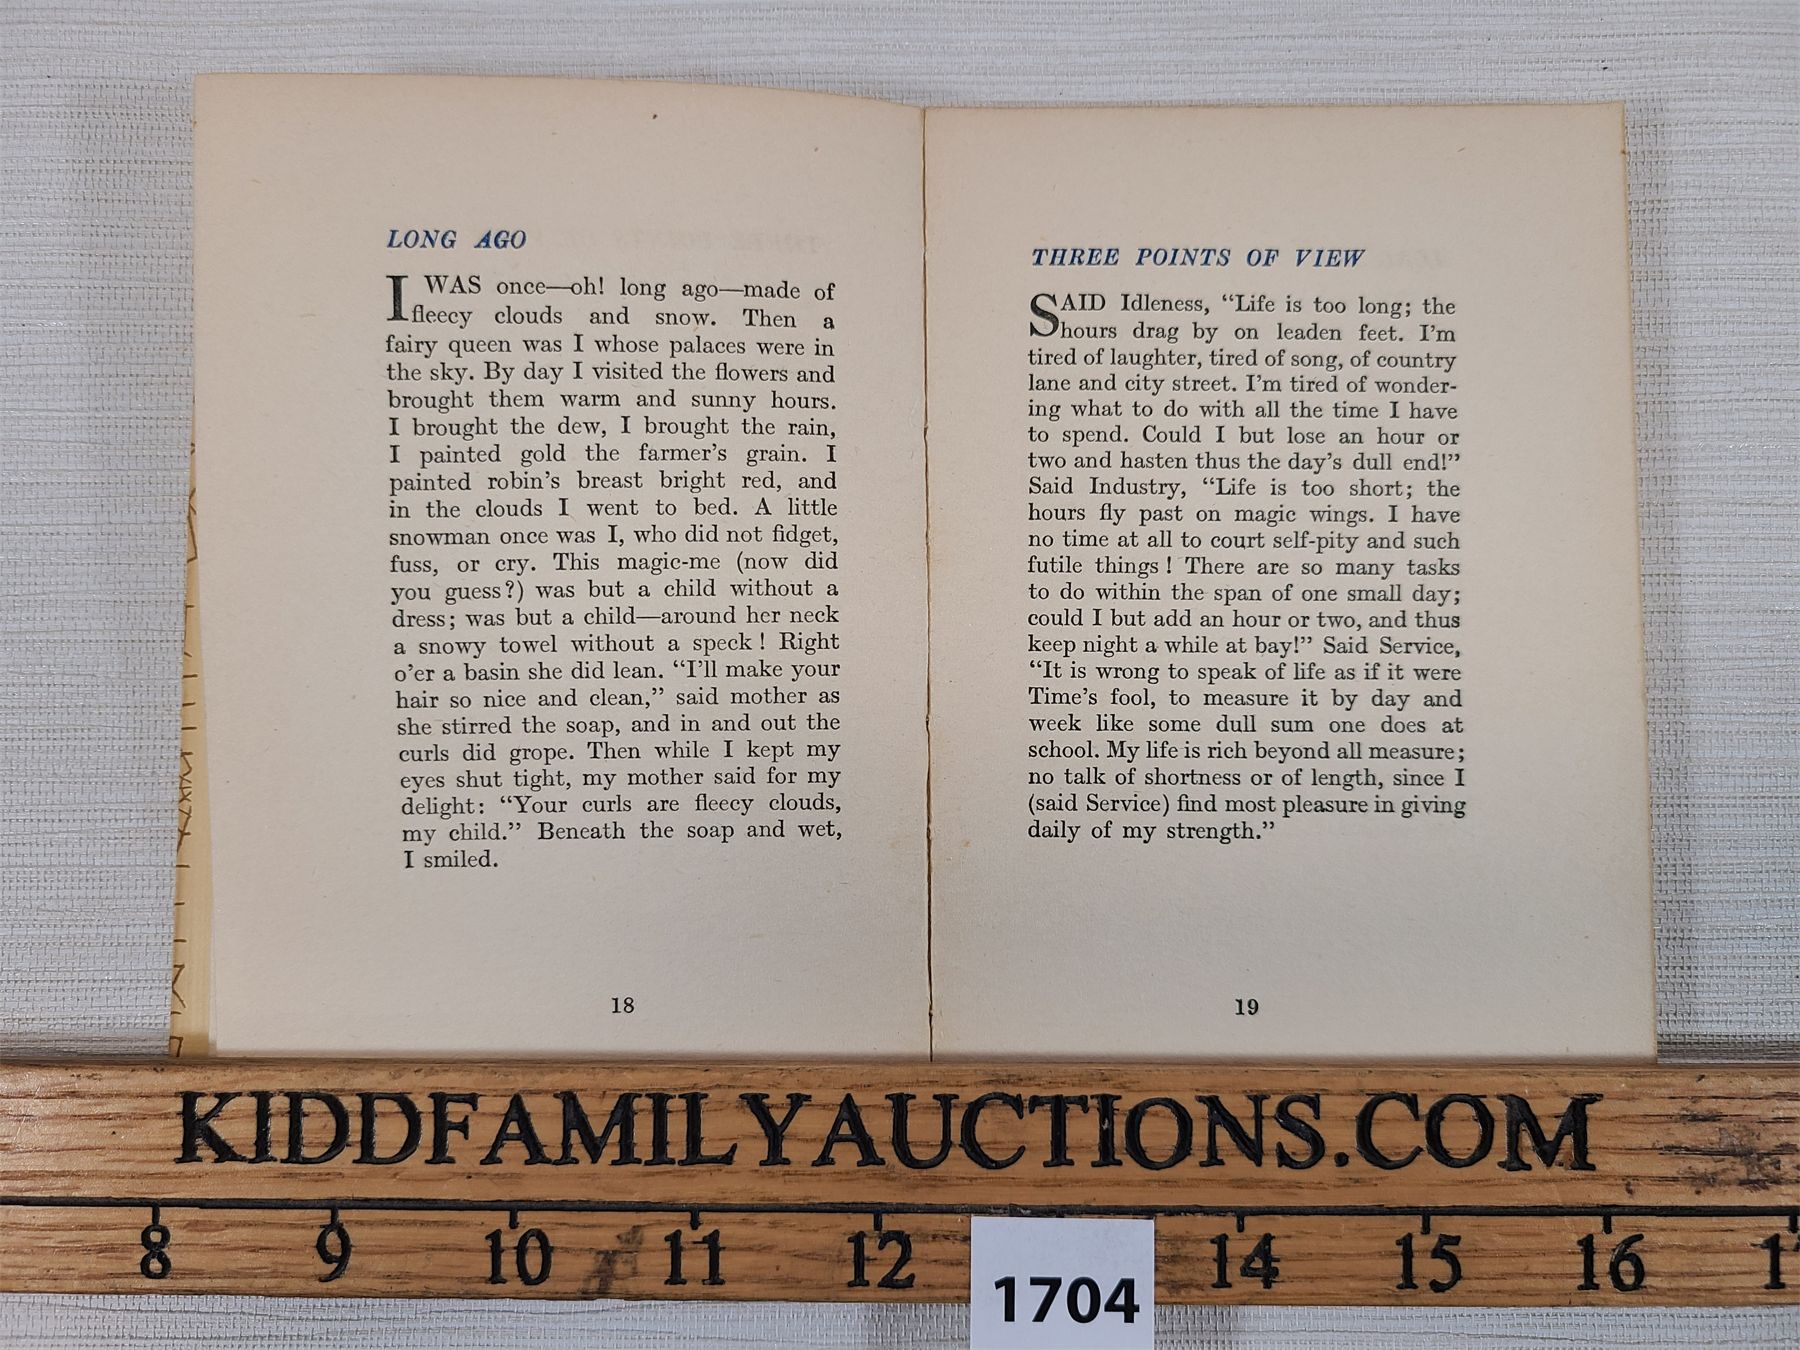 LONG AGO
I WAS once—oh! long ago—made of
fleecy clouds and snow. Then a
fairy queen was I whose palaces were in
the sky. By day I visited the flowers and
brought them warm and sunny hours.
I brought the dew, I brought the rain,
I painted gold the farmer's grain. I
painted robin's breast bright red, and
in the clouds I went to bed. A little
snowman once was I, who did not fidget,
fuss, or cry. This magic-me (now did
you guess?) was but a child without a
dress; was but a child—around her neck
a snowy towel without a speck! Right
o'er a basin she did lean. "I'll make your
hair so nice and clean," said mother as
she stirred the soap, and in and out the
curls did grope. Then while I kept my
eyes shut tight, my mother said for my
delight: "Your curls are fleecy clouds,
my child." Beneath the soap and wet,
I smiled.
18
THREE POINTS OF VIEW
SAID Idleness, "Life is too long; the
hours drag by on leaden feet. I'm
tired of laughter, tired of song, of country
lane and city street. I'm tired of wonder-
ing what to do with all the time I have
to spend. Could I but lose an hour or
two and hasten thus the day's dull end!"
Said Industry, "Life is too short; the
hours fly past on magic wings. I have
no time at all to court self-pity and such
futile things! There are so many tasks
to do within the span of one small day;
could I but add an hour or two, and thus
keep night a while at bay!" Said Service,
"It is wrong to speak of life as if it were
Time's fool, to measure it by day and
week like some dull sum one does at
school. My life is rich beyond all measure;
no talk of shortness or of length, since I
(said Service) find most pleasure in giving
daily of my strength."
19
KIDDFAMILYAUCTIONS.COM
8 9 10 11 12 14 15 16
1704